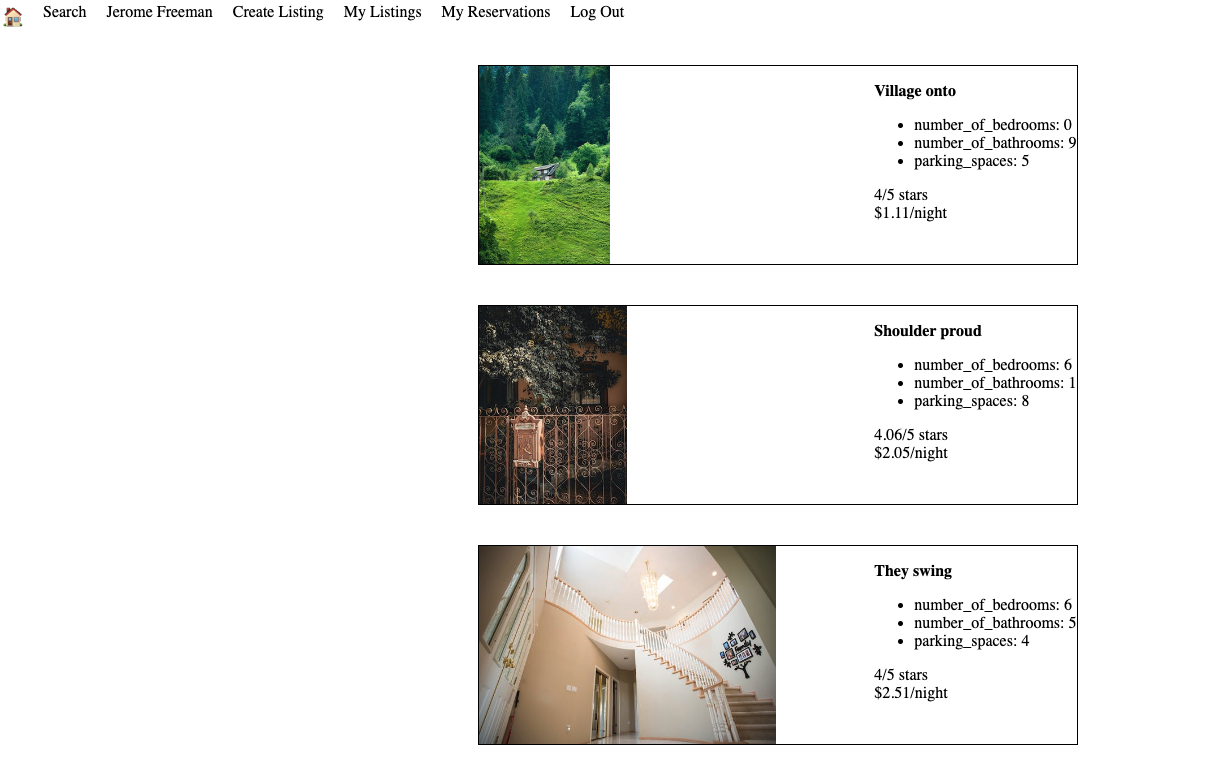 Search Jerome Freeman Create Listing My Listings My Reservations Log Out
Village onto
number_of_bedrooms: 0
number_of_bathrooms: 9
parking_spaces: 5
4/5 stars
$1.11/night
Shoulder proud
number_of_bedrooms: 6
number_of_bathrooms: 1
parking_spaces: 8
4.06/5 stars
$2.05/night
They swing
number_of_bedrooms: 6
number_of_bathrooms: 5
parking_spaces: 4
4/5 stars
$2.51/night